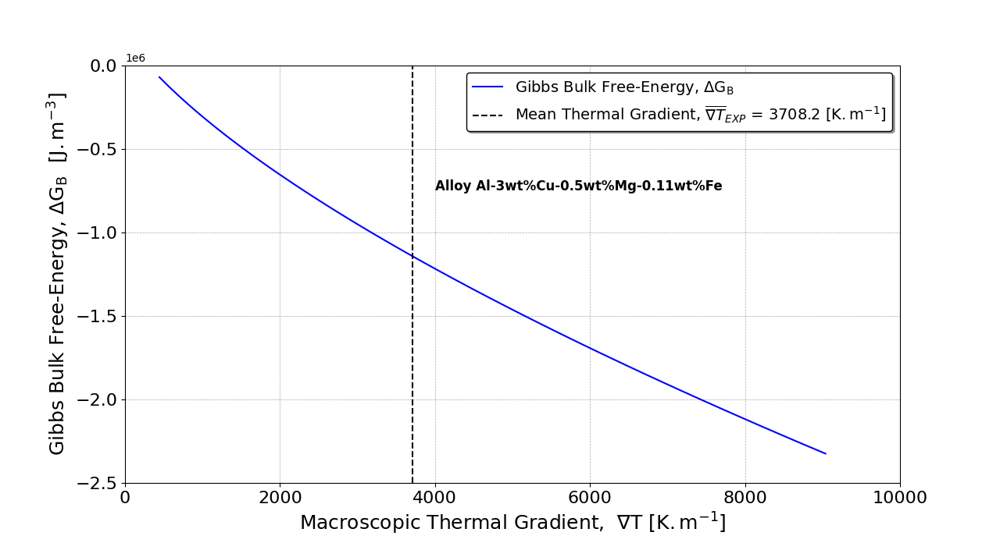 1e6
0.0
−0.5
−1.0
−1.5
−2.0
−2.5
Gibbs Bulk Free-Energy, ΔG_B [J.m⁻³]
Gibbs Bulk Free-Energy, ΔG_B
Mean Thermal Gradient, \overline{∇T}_{EXP} = 3708.2 [K.m⁻¹]
Alloy Al-3wt%Cu-0.5wt%Mg-0.11wt%Fe
0 2000 4000 6000 8000 10000
Macroscopic Thermal Gradient, ∇T [K.m⁻¹]